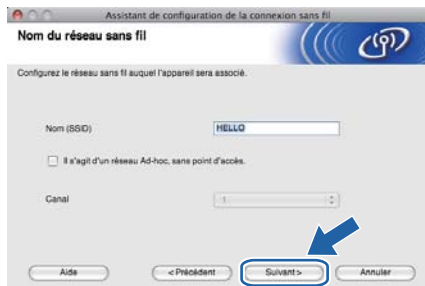 Assistant de configuration de la connexion sans fil
Nom du réseau sans fil
Configurez le réseau sans fil auquel l'appareil sera associé.
Nom (SSID)
HELLO
Il s'agit d'un réseau Ad-hoc, sans point d'accès.
Canal
1
Aide
< Précédent
Suivant >
Annuler